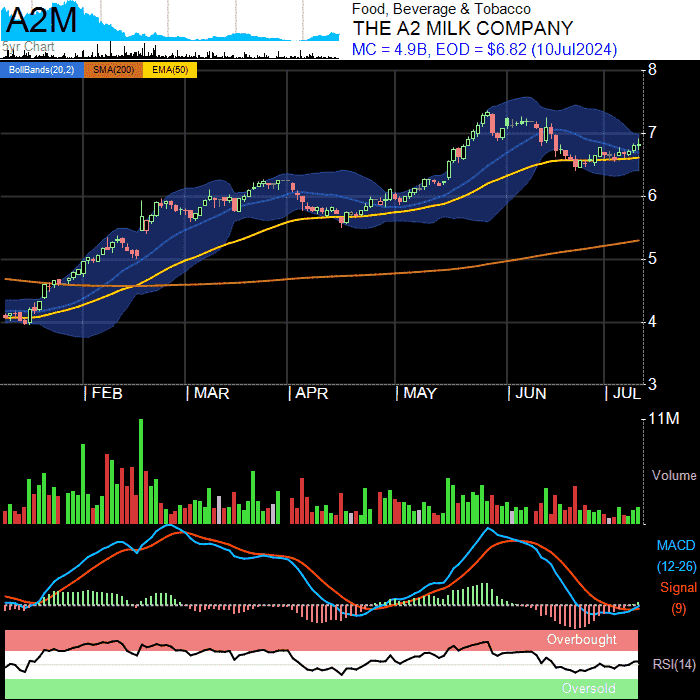 A2M
5yr Chart
Food, Beverage & Tobacco
THE A2 MILK COMPANY
MC = 4.9B, EOD = $6.82 (10Jul2024)
BollBands(20,2) SMA(200) EMA(50)
8
7
6
5
4
3
FEB MAR APR MAY JUN JUL
11M
Volume
MACD
(12-26)
Signal
(9)
Overbought
RSI(14)
Oversold